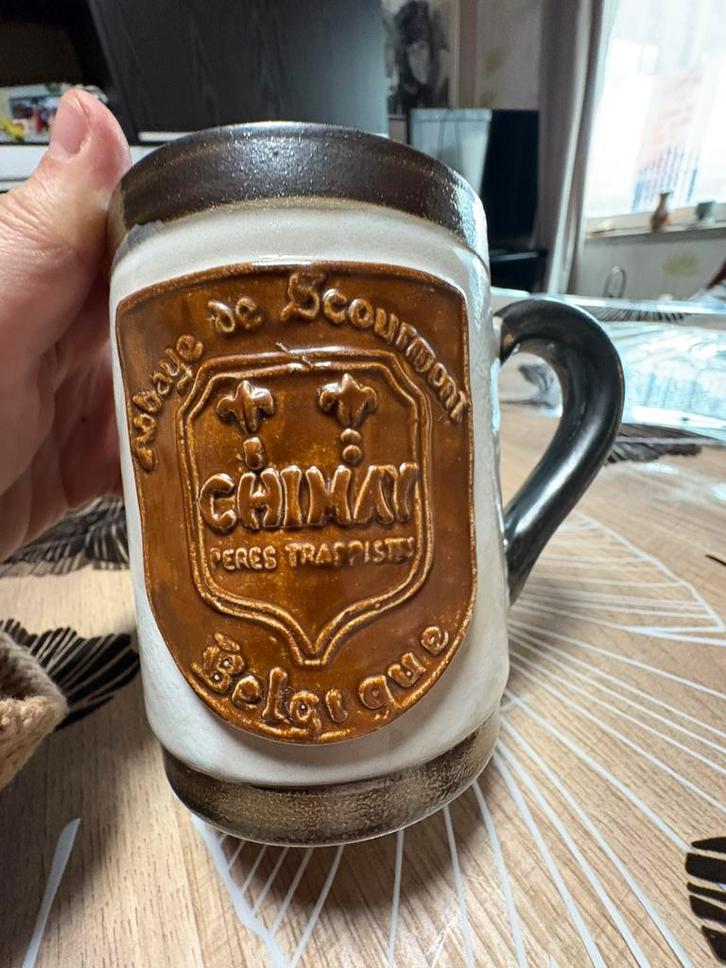 Abbaye de Scourmont
CHIMAY
PERES TRAPPISTES
Belgique